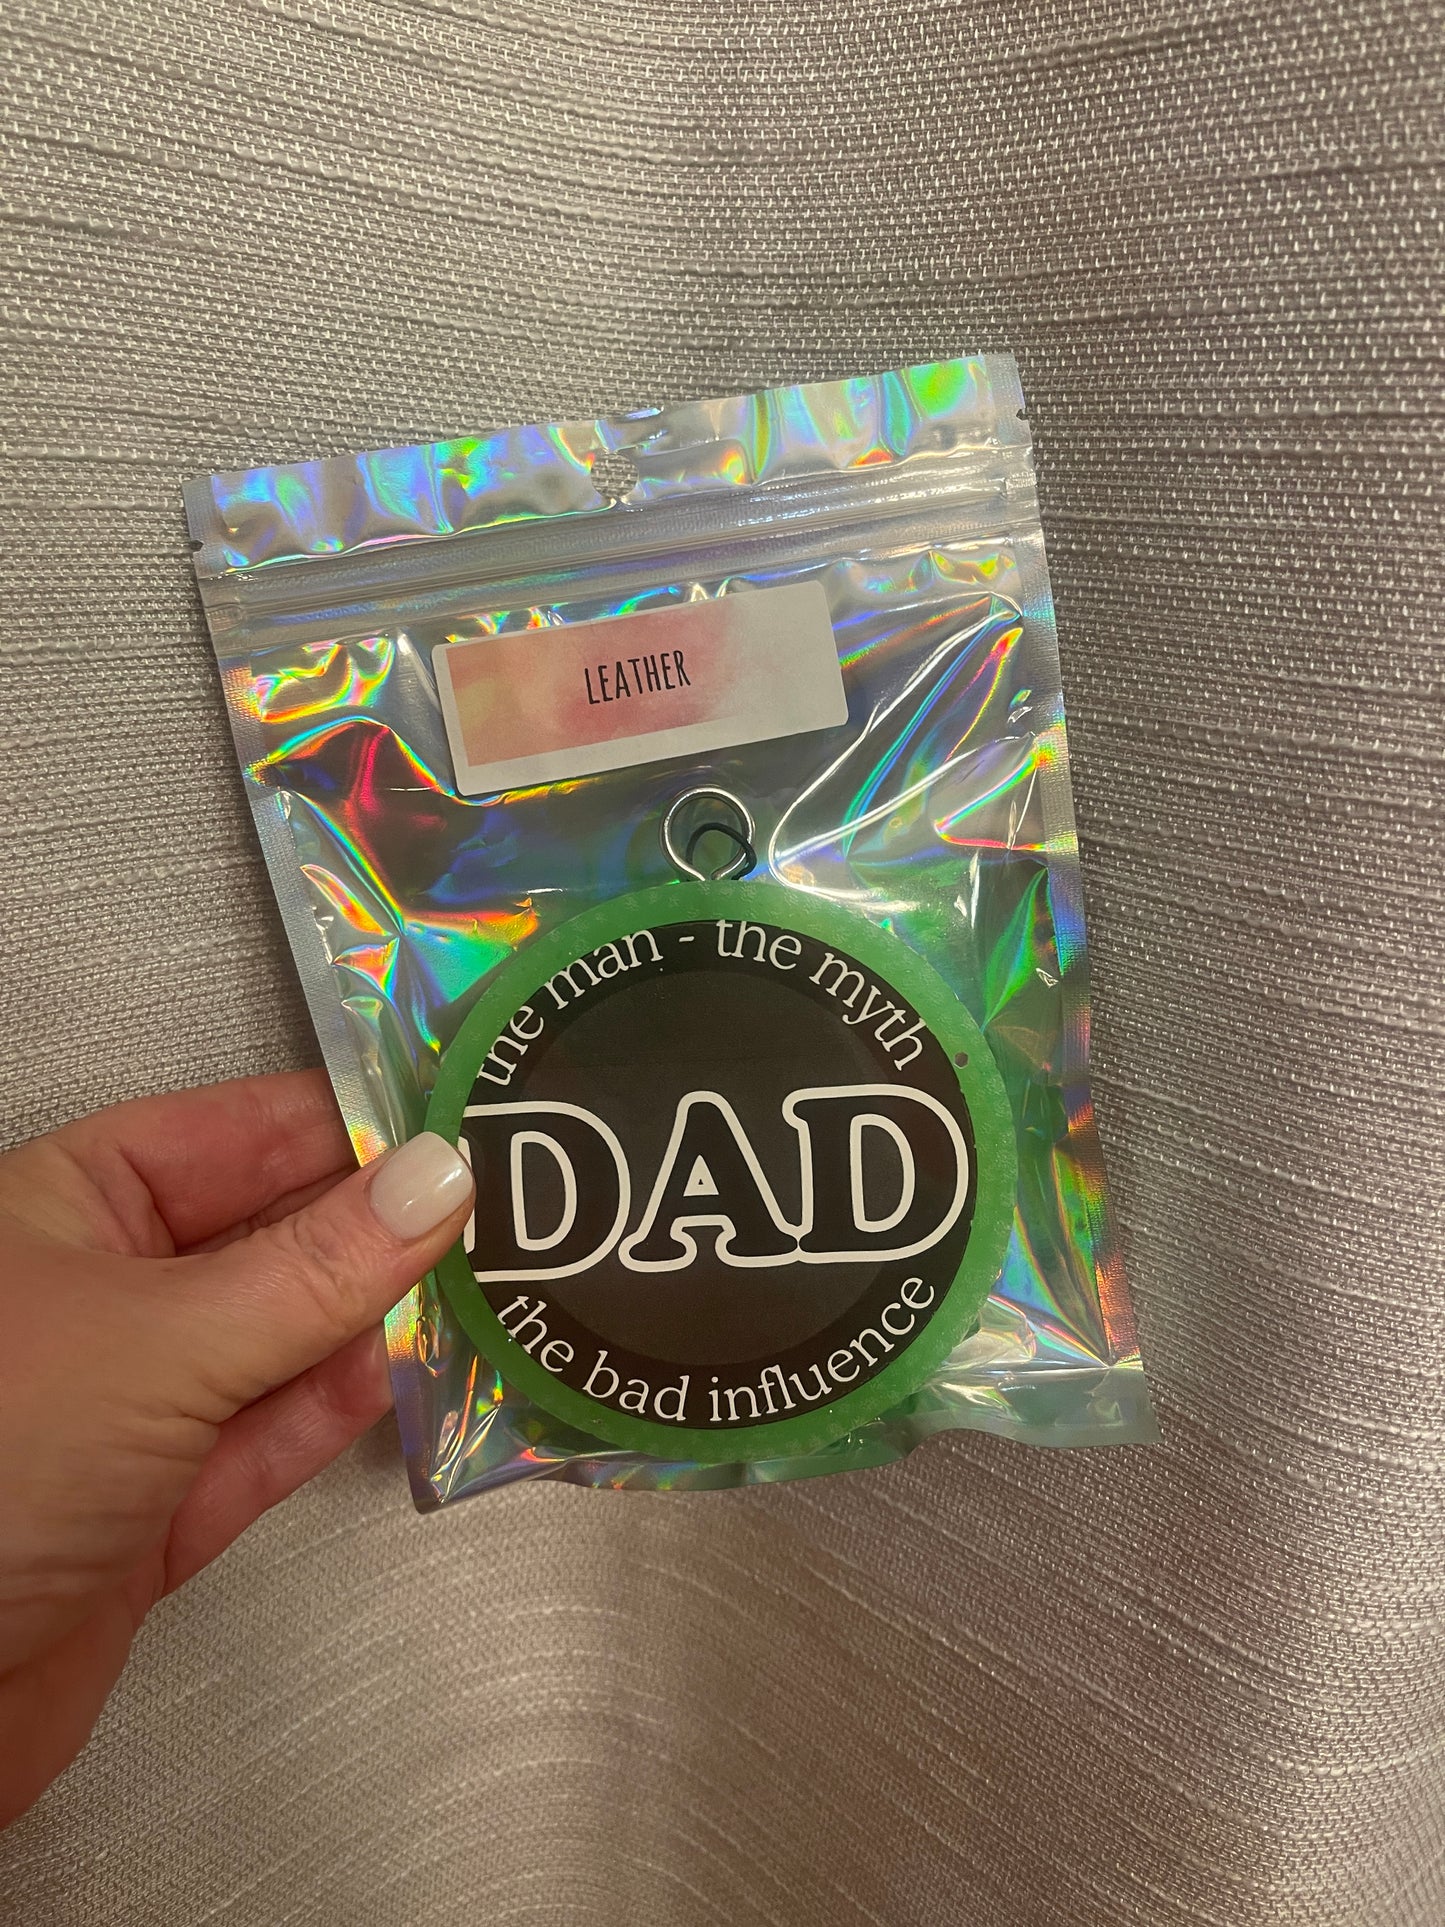 LEATHER
the man - the myth
DAD
the bad influence